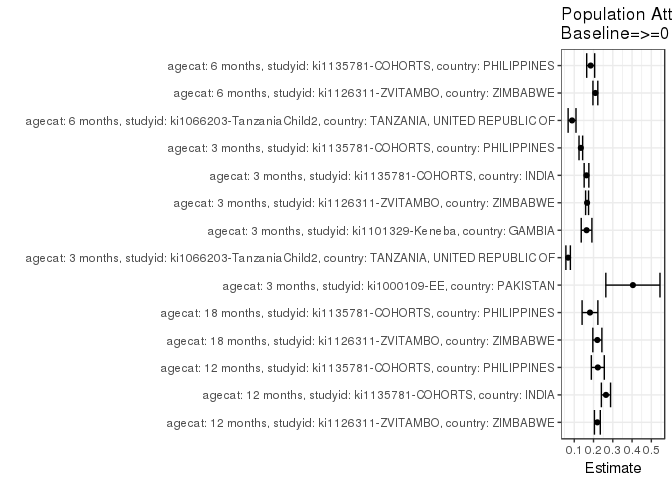 Population Att
Baseline=>=0
agecat: 6 months, studyid: ki1135781-COHORTS, country: PHILIPPINES
agecat: 6 months, studyid: ki1126311-ZVITAMBO, country: ZIMBABWE
agecat: 6 months, studyid: ki1066203-TanzaniaChild2, country: TANZANIA, UNITED REPUBLIC OF
agecat: 3 months, studyid: ki1135781-COHORTS, country: PHILIPPINES
agecat: 3 months, studyid: ki1135781-COHORTS, country: INDIA
agecat: 3 months, studyid: ki1126311-ZVITAMBO, country: ZIMBABWE
agecat: 3 months, studyid: ki1101329-Keneba, country: GAMBIA
agecat: 3 months, studyid: ki1066203-TanzaniaChild2, country: TANZANIA, UNITED REPUBLIC OF
agecat: 3 months, studyid: ki1000109-EE, country: PAKISTAN
agecat: 18 months, studyid: ki1135781-COHORTS, country: PHILIPPINES
agecat: 18 months, studyid: ki1126311-ZVITAMBO, country: ZIMBABWE
agecat: 12 months, studyid: ki1135781-COHORTS, country: PHILIPPINES
agecat: 12 months, studyid: ki1135781-COHORTS, country: INDIA
agecat: 12 months, studyid: ki1126311-ZVITAMBO, country: ZIMBABWE
0.1 0.2 0.3 0.4 0.5
Estimate